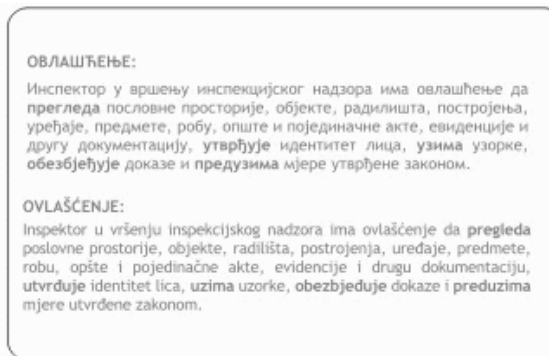 ОВЛАШЋЕЊЕ:
Инспектор у вршењу инспекцијског надзора има овлашћење да
прегледа пословне просторије, објекте, радилишта, постројења,
уређаје, предмете, робу, опште и појединачне акте, евиденције и
другу документацију, утврђује идентитет лица, узима узорке,
обезбјеђује доказе и предузима мјере утврђене законом.
OVLAŠĆENJE:
Inspektor u vršenju inspekcijskog nadzora ima ovlašćenje da pregleda
poslovne prostorije, objekte, radilišta, postrojenja, uređaje, predmete,
robu, opšte i pojedinačne akte, evidencije i drugu dokumentaciju,
utvrđuje identitet lica, uzima uzorke, obezbjeđuje dokaze i preduzima
mjere utvrđene zakonom.